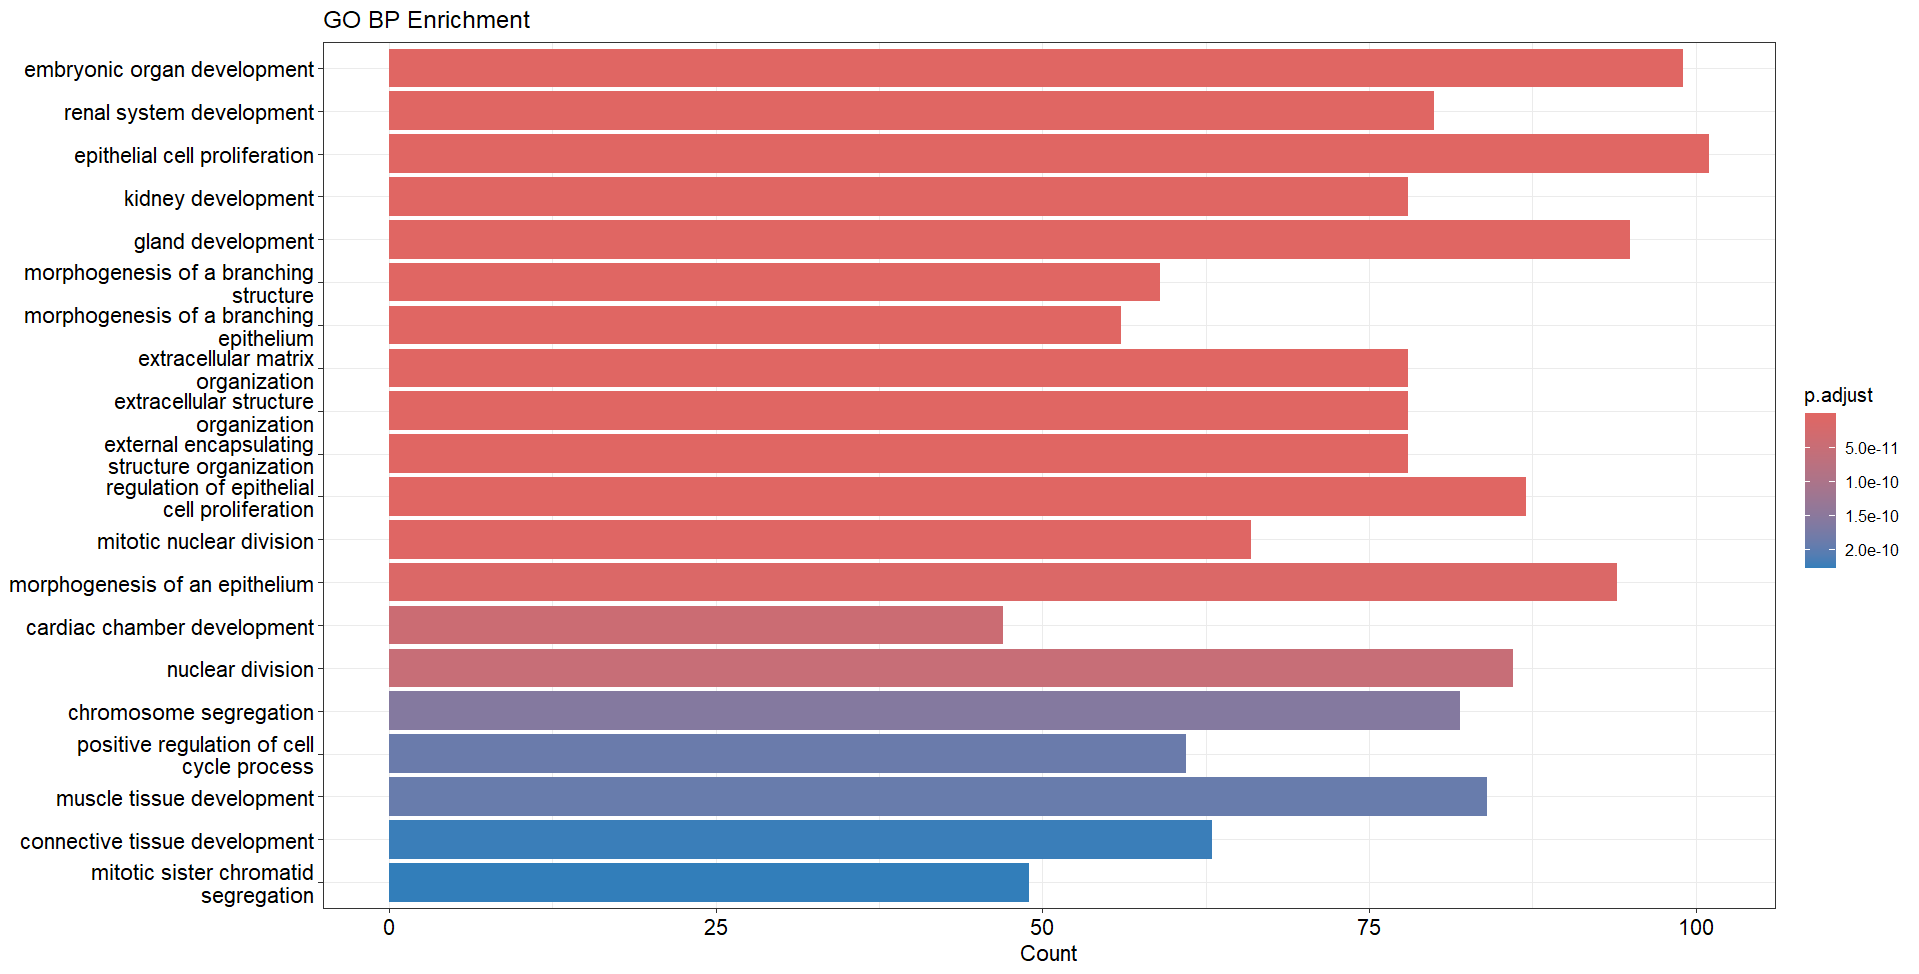 GO BP Enrichment
embryonic organ development
renal system development
epithelial cell proliferation
kidney development
gland development
morphogenesis of a branching
structure
morphogenesis of a branching
epithelium
extracellular matrix
organization
extracellular structure
organization
external encapsulating
structure organization
regulation of epithelial
cell proliferation
mitotic nuclear division
morphogenesis of an epithelium
cardiac chamber development
nuclear division
chromosome segregation
positive regulation of cell
cycle process
muscle tissue development
connective tissue development
mitotic sister chromatid
segregation
0 25 50 75 100
Count
p.adjust
5.0e-11
1.0e-10
1.5e-10
2.0e-10